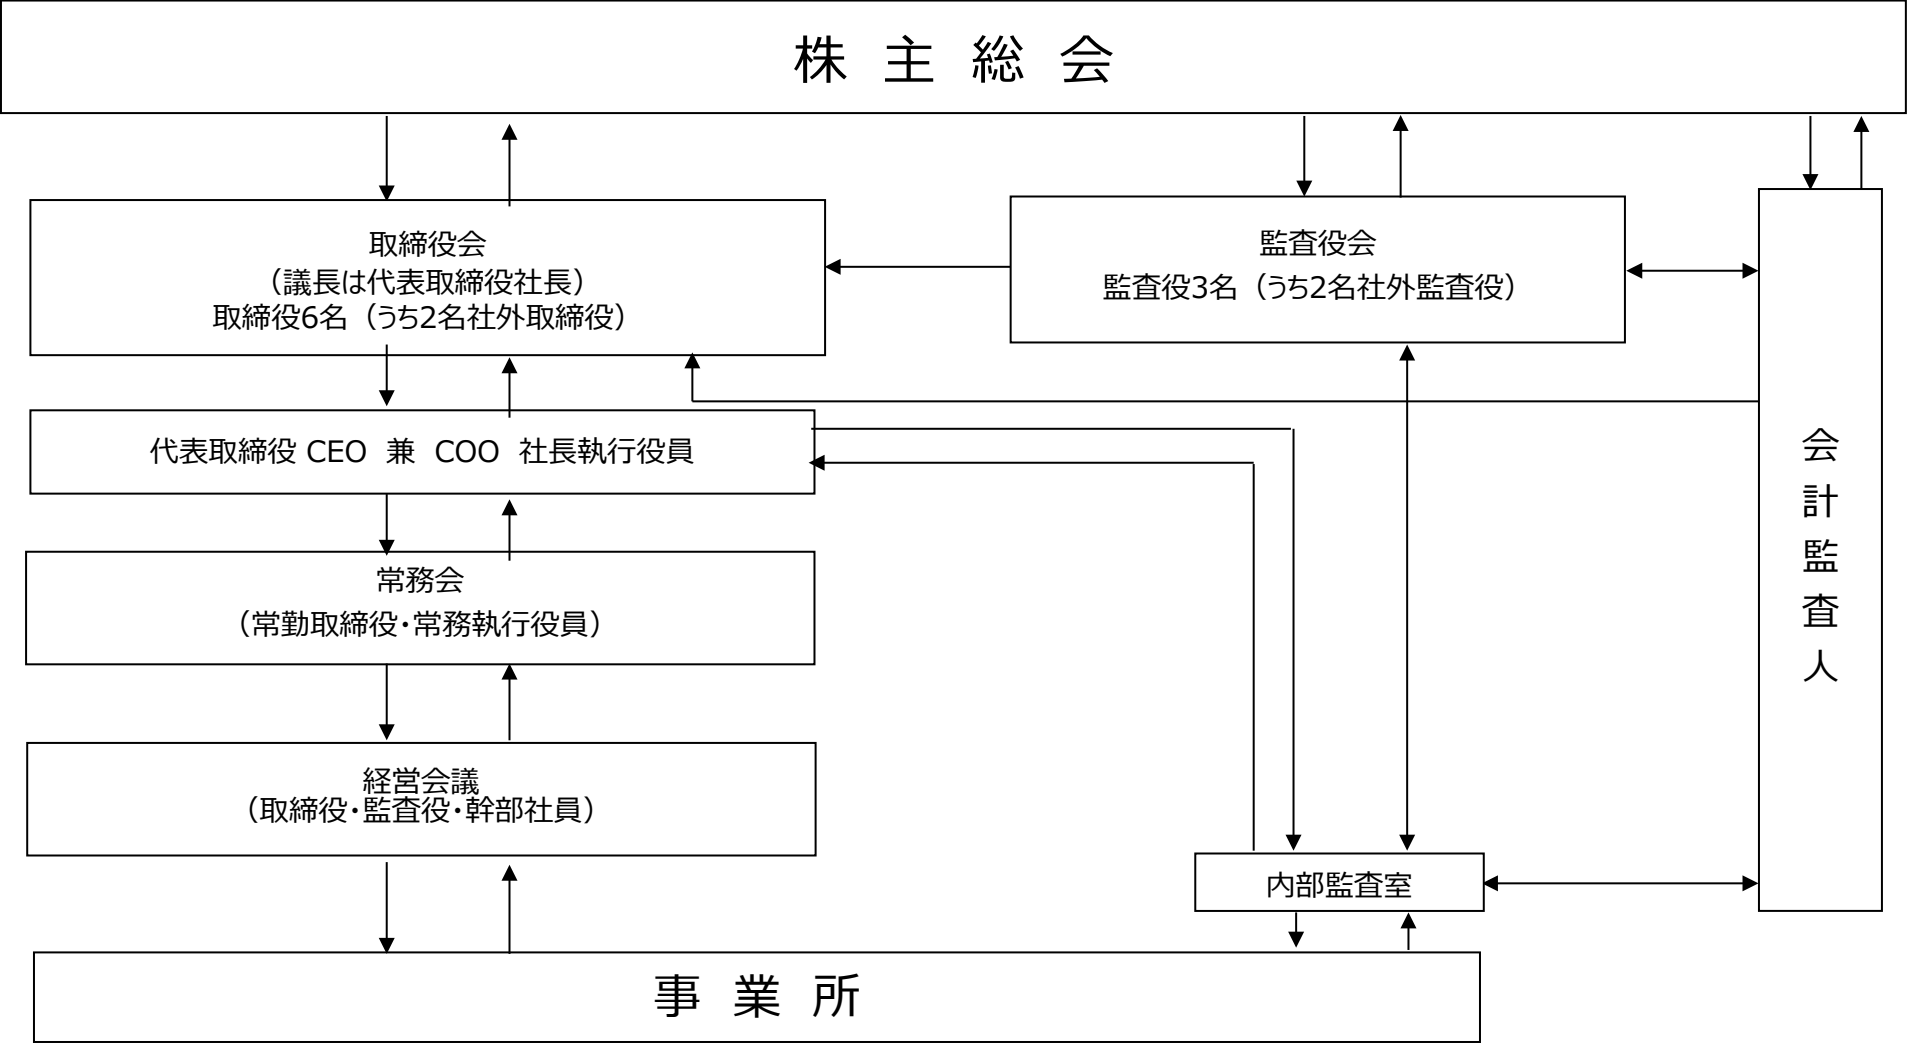 株 主 総 会
取締役会
（議長は代表取締役社長）
取締役6名（うち2名社外取締役）
監査役会
監査役3名（うち2名社外監査役）
代表取締役 CEO 兼 COO 社長執行役員
常務会
（常勤取締役・常務執行役員）
経営会議
（取締役・監査役・幹部社員）
会計監査人
内部監査室
事 業 所